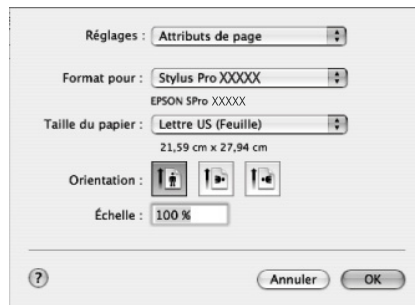 Réglages : Attributs de page
Format pour : Stylus Pro XXXXX
EPSON SPro XXXXX
Taille du papier : Lettre US (Feuille)
21,59 cm x 27,94 cm
Orientation :
Échelle : 100 %
? Annuler OK